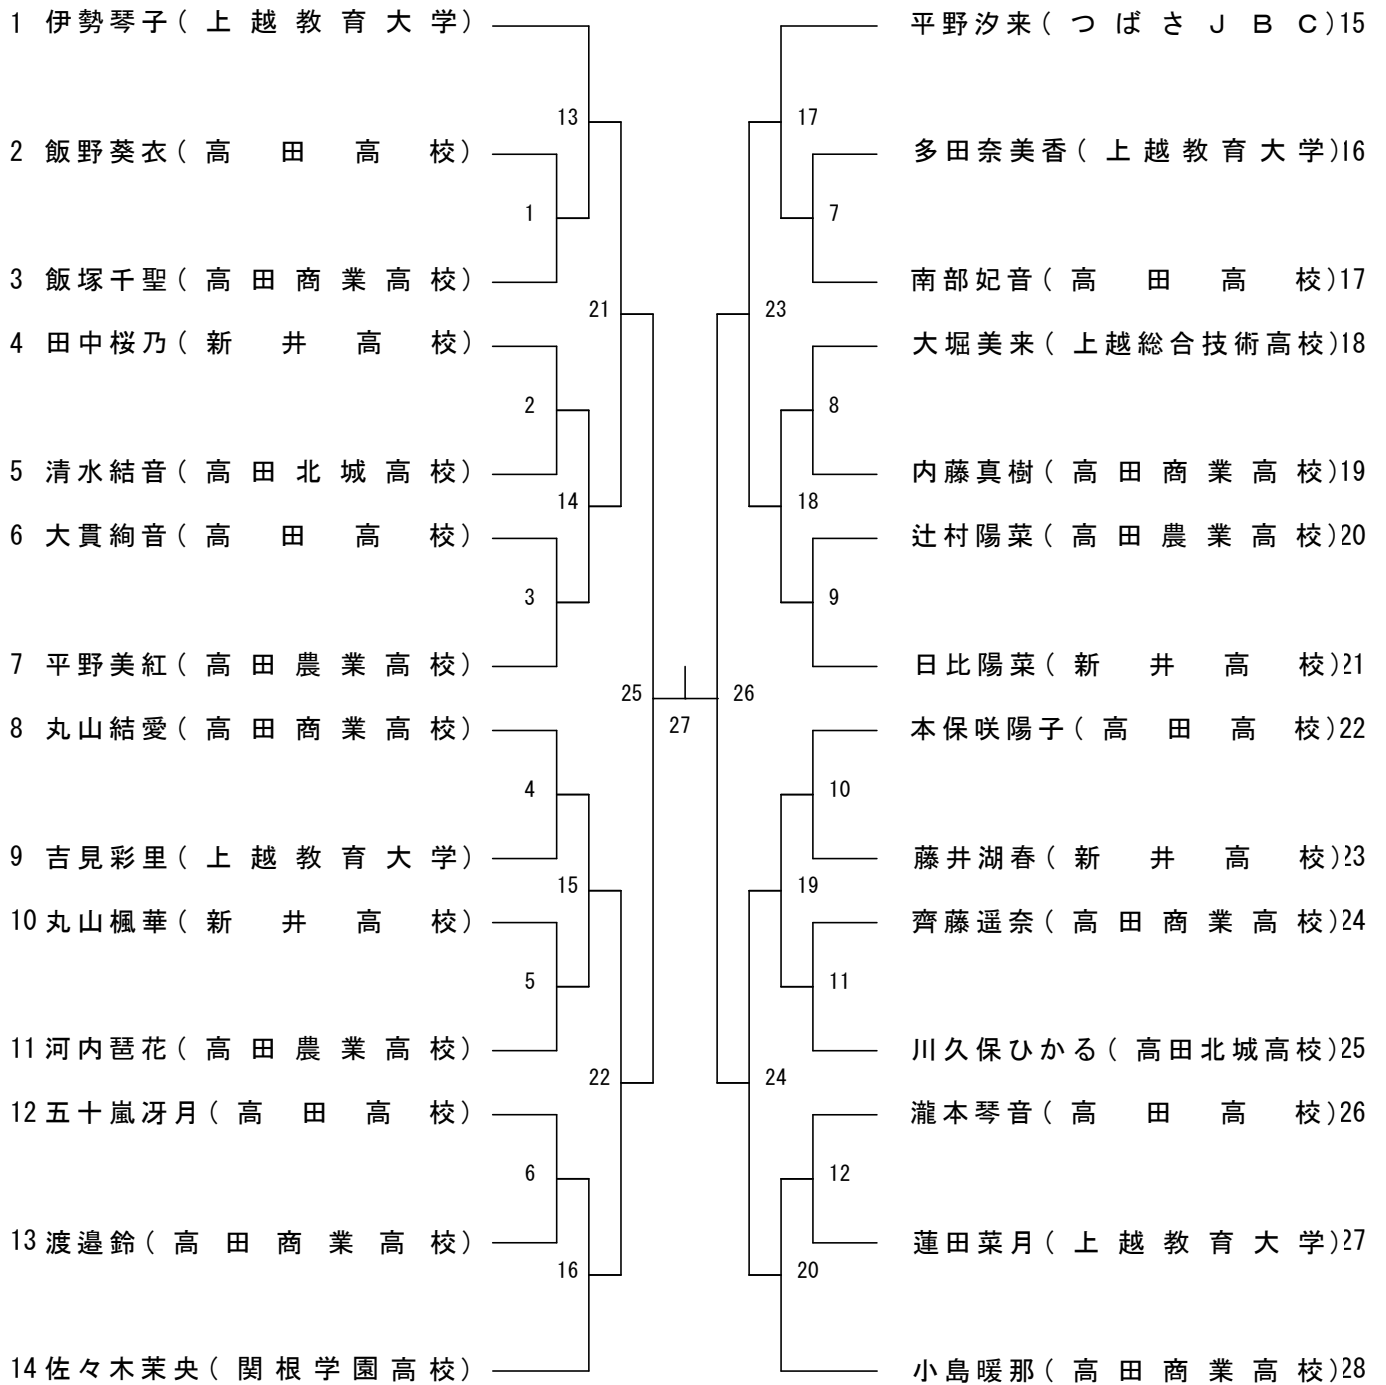 1 伊勢琴子(上越教育大学)
13
2 飯野葵衣(高田高校)
1
3 飯塚千聖(高田商業高校)
21
4 田中桜乃(新井高校)
2
5 清水結音(高田北城高校)
14
6 大貫絢音(高田高校)
3
7 平野美紅(高田農業高校)
25
8 丸山結愛(高田商業高校)
4
9 吉見彩里(上越教育大学)
15
10 丸山楓華(新井高校)
5
11 河内琶花(高田農業高校)
22
12 五十嵐冴月(高田高校)
6
13 渡邉鈴(高田商業高校)
16
14 佐々木茉央(関根学園高校)
27
平野汐来(つばさJBC)15
17
多田奈美香(上越教育大学)16
7
南部妃音(高田高校)17
23
大堀美来(上越総合技術高校)18
8
内藤真樹(高田商業高校)19
18
辻村陽菜(高田農業高校)20
9
日比陽菜(新井高校)21
26
本保咲陽子(高田高校)22
10
藤井湖春(新井高校)23
19
齊藤遥奈(高田商業高校)24
11
川久保ひかる(高田北城高校)25
24
瀧本琴音(高田高校)26
12
蓮田菜月(上越教育大学)27
20
小島暖那(高田商業高校)28